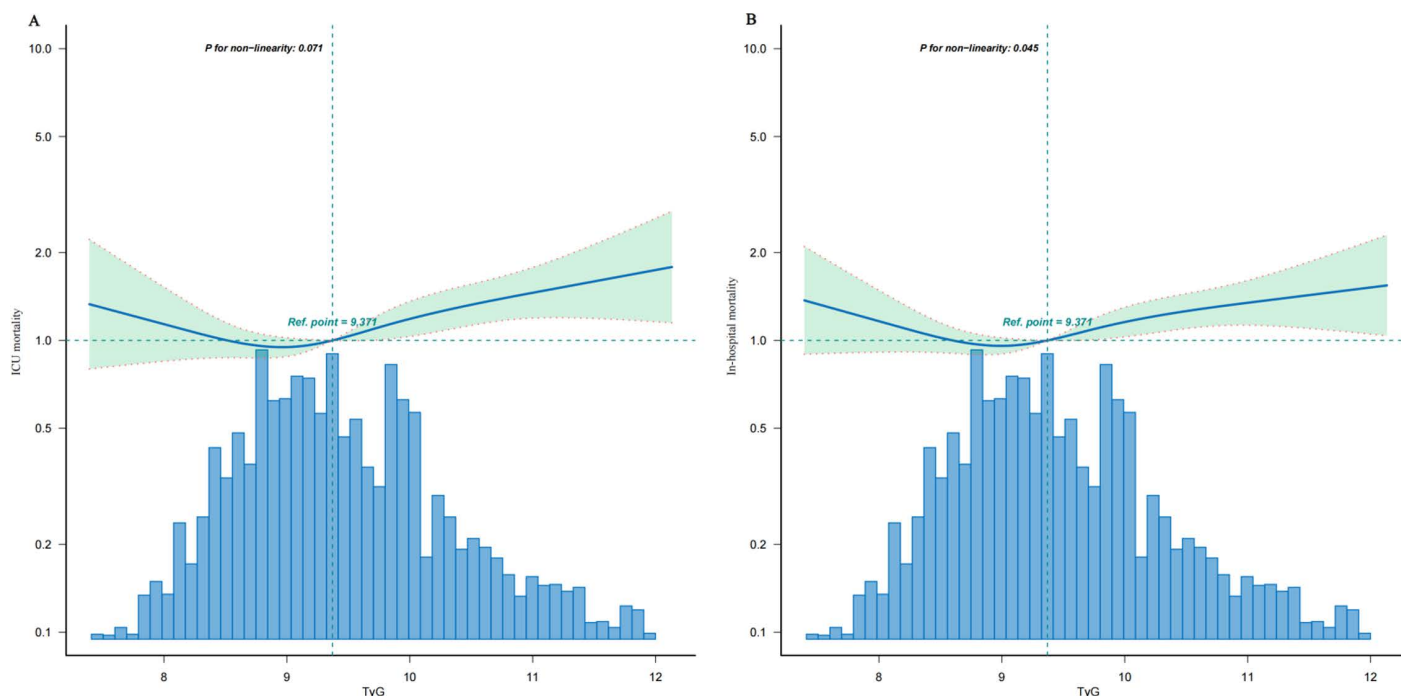 A
P for non−linearity: 0.071
10.0
5.0
2.0
1.0
0.5
0.2
0.1
ICU mortality
Ref. point = 9.371
8
9
10
11
12
TyG
B
P for non−linearity: 0.045
10.0
5.0
2.0
1.0
0.5
0.2
0.1
In-hospital mortality
Ref. point = 9.371
8
9
10
11
12
TyG